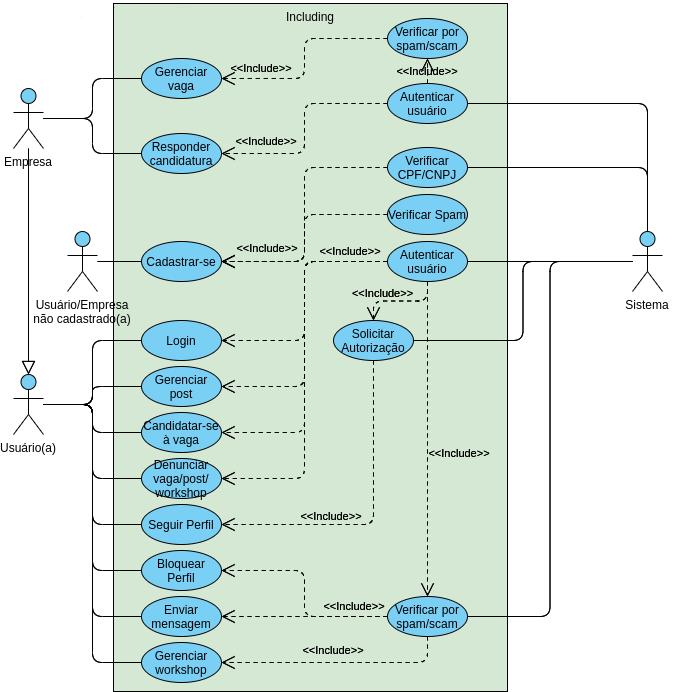 Including
Verificar por
spam/scam
<<Include>>
Gerenciar
vaga
<<Include>>
Autenticar
usuário
Empresa
Responder
candidatura
<<Include>>
Verificar
CPF/CNPJ
Verificar Spam
Usuário/Empresa
não cadastrado(a)
Cadastrar-se
<<Include>>
<<Include>>
Autenticar
usuário
Sistema
<<Include>>
Login
Solicitar
Autorização
Gerenciar
post
Usuário(a)
Candidatar-se
à vaga
<<Include>>
Denunciar
vaga/post/
workshop
Seguir Perfil
<<Include>>
Bloquear
Perfil
Enviar
mensagem
<<Include>>
Verificar por
spam/scam
Gerenciar
workshop
<<Include>>